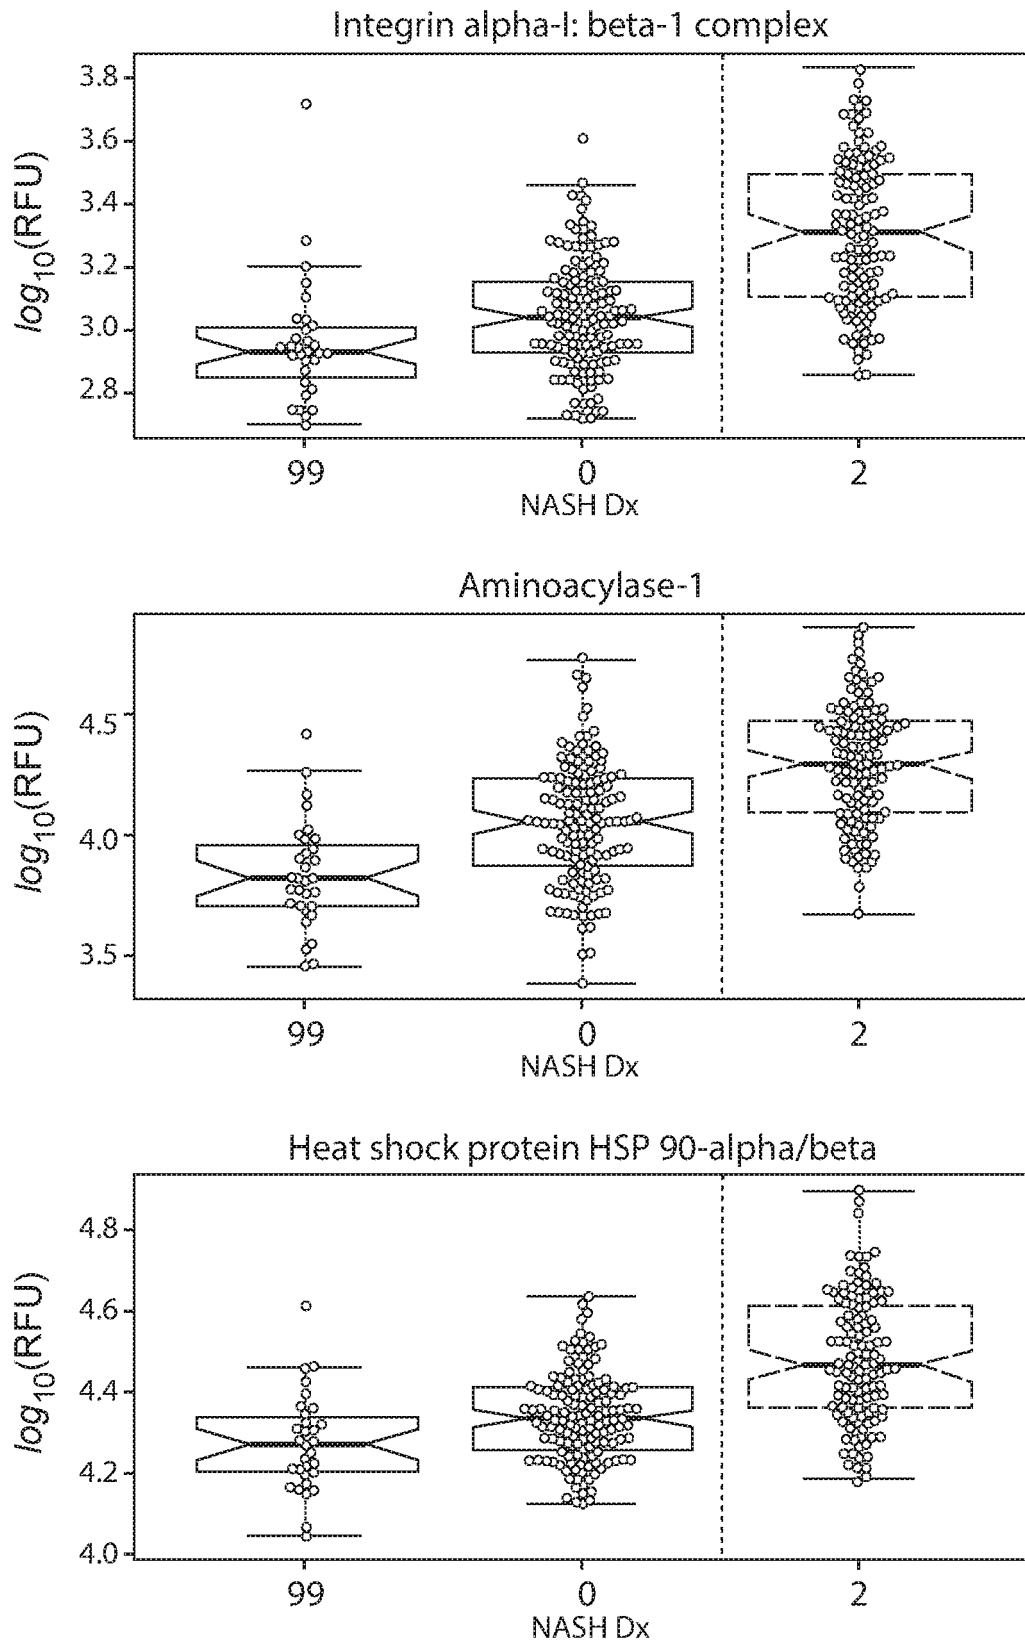 Integrin alpha-I: beta-1 complex
log10(RFU)
3.8
3.6
3.4
3.2
3.0
2.8
99 0 2
NASH Dx
Aminoacylase-1
log10(RFU)
4.5
4.0
3.5
99 0 2
NASH Dx
Heat shock protein HSP 90-alpha/beta
log10(RFU)
4.8
4.6
4.4
4.2
4.0
99 0 2
NASH Dx